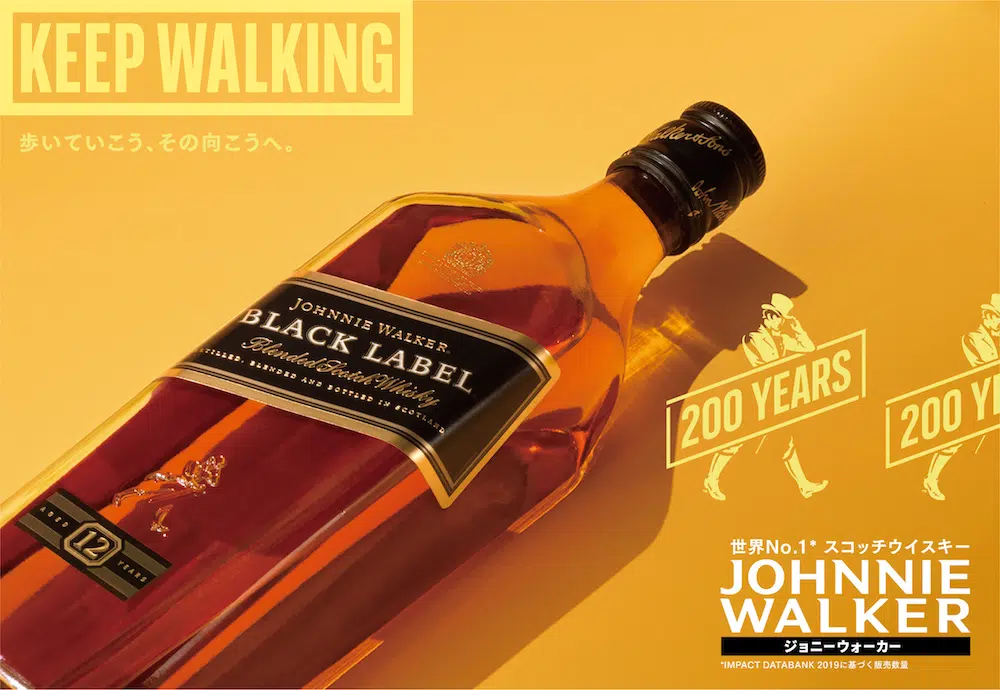 KEEP WALKING
歩いていこう、その向こうへ。
Walker & Sons
JOHNNIE WALKER
BLACK LABEL
Blended Scotch Whisky
DISTILLED, BLENDED AND BOTTLED IN SCOTLAND
AGED 12 YEARS
200 YEARS
200
世界No.1* スコッチウイスキー
JOHNNIE
WALKER
ジョニーウォーカー
*IMPACT DATABANK 2019に基づく販売数量